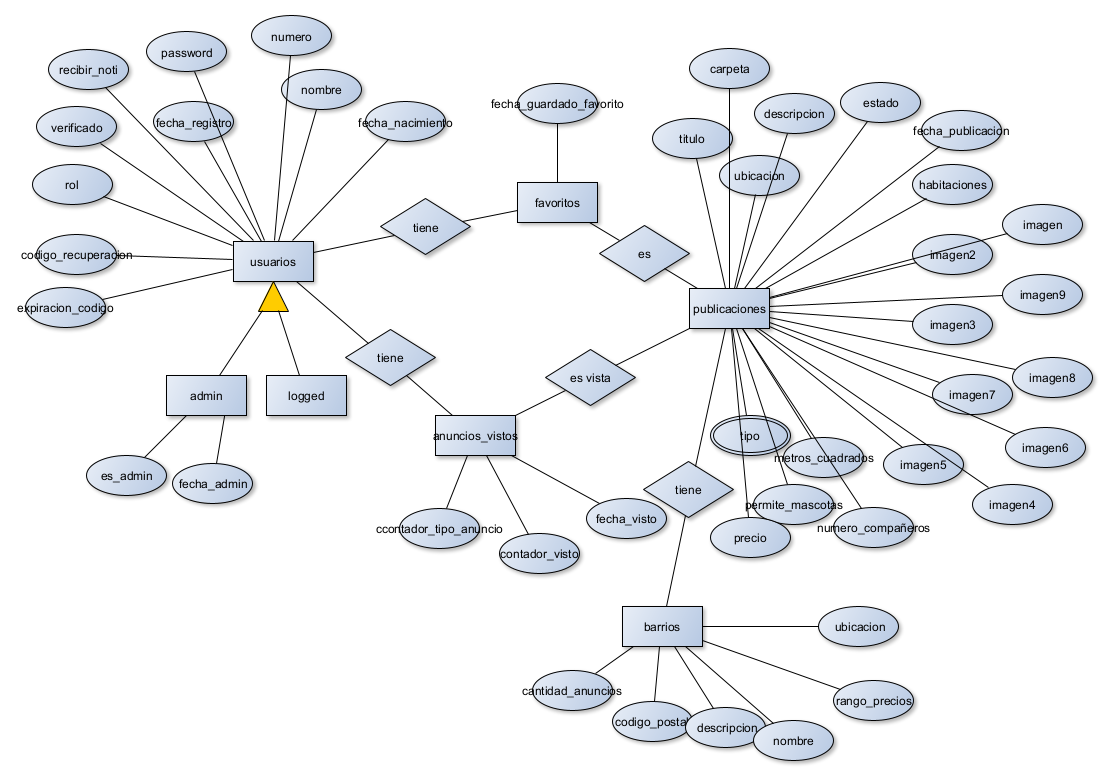 numero
password
recibir_noti
nombre
fecha_registro
fecha_nacimiento
verificado
rol
codigo_recuperacion
expiracion_codigo
usuarios
tiene
fecha_guardado_favorito
favoritos
es
carpeta
titulo
descripcion
estado
fecha_publicacion
ubicacion
habitaciones
imagen
imagen2
imagen9
imagen3
imagen8
imagen7
imagen6
imagen5
imagen4
publicaciones
admin
logged
es_admin
fecha_admin
tiene
es vista
anuncios_vistos
ccontador_tipo_anuncio
contador_visto
fecha_visto
tipo
metros_cuadrados
permite_mascotas
numero_compañeros
precio
tiene
barrios
ubicacion
cantidad_anuncios
codigo_postal
descripcion
nombre
rango_precios